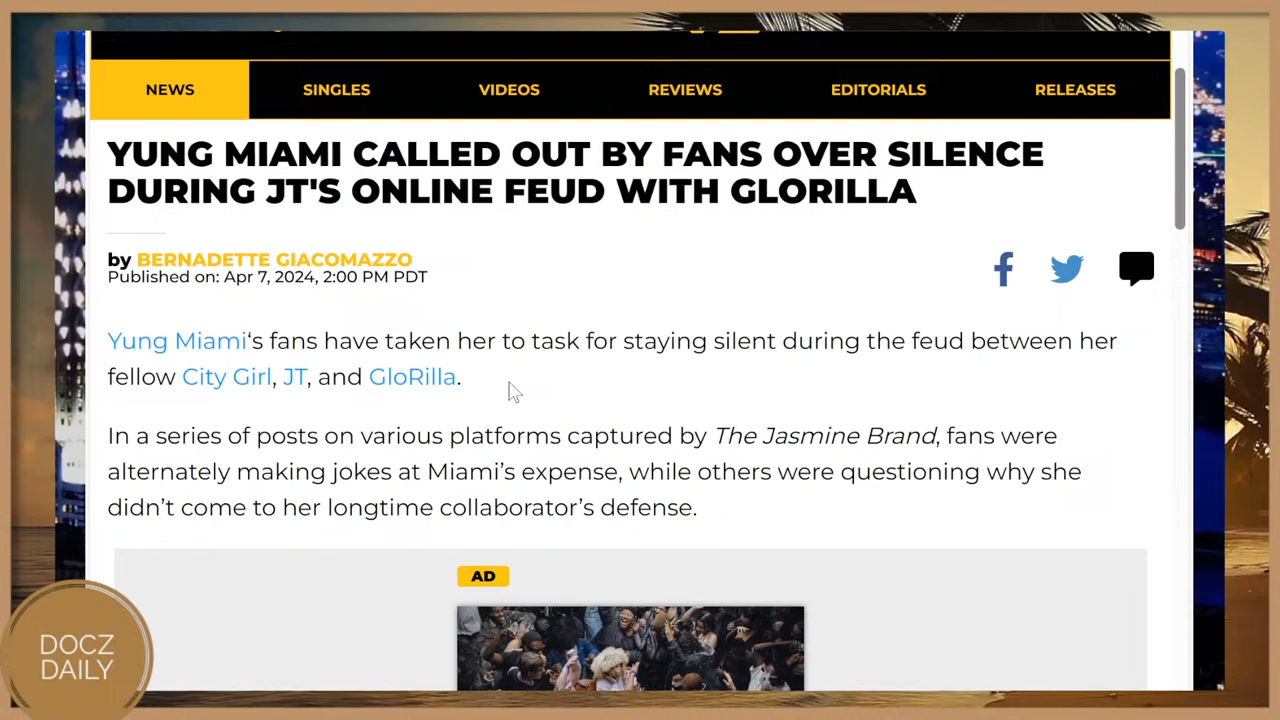 NEWS SINGLES VIDEOS REVIEWS EDITORIALS RELEASES
YUNG MIAMI CALLED OUT BY FANS OVER SILENCE
DURING JT'S ONLINE FEUD WITH GLORILLA
by BERNADETTE GIACOMAZZO
Published on: Apr 7, 2024, 2:00 PM PDT
Yung Miami‘s fans have taken her to task for staying silent during the feud between her
fellow City Girl, JT, and GloRilla.
In a series of posts on various platforms captured by The Jasmine Brand, fans were
alternately making jokes at Miami’s expense, while others were questioning why she
didn’t come to her longtime collaborator’s defense.
AD
DOCZ
DAILY